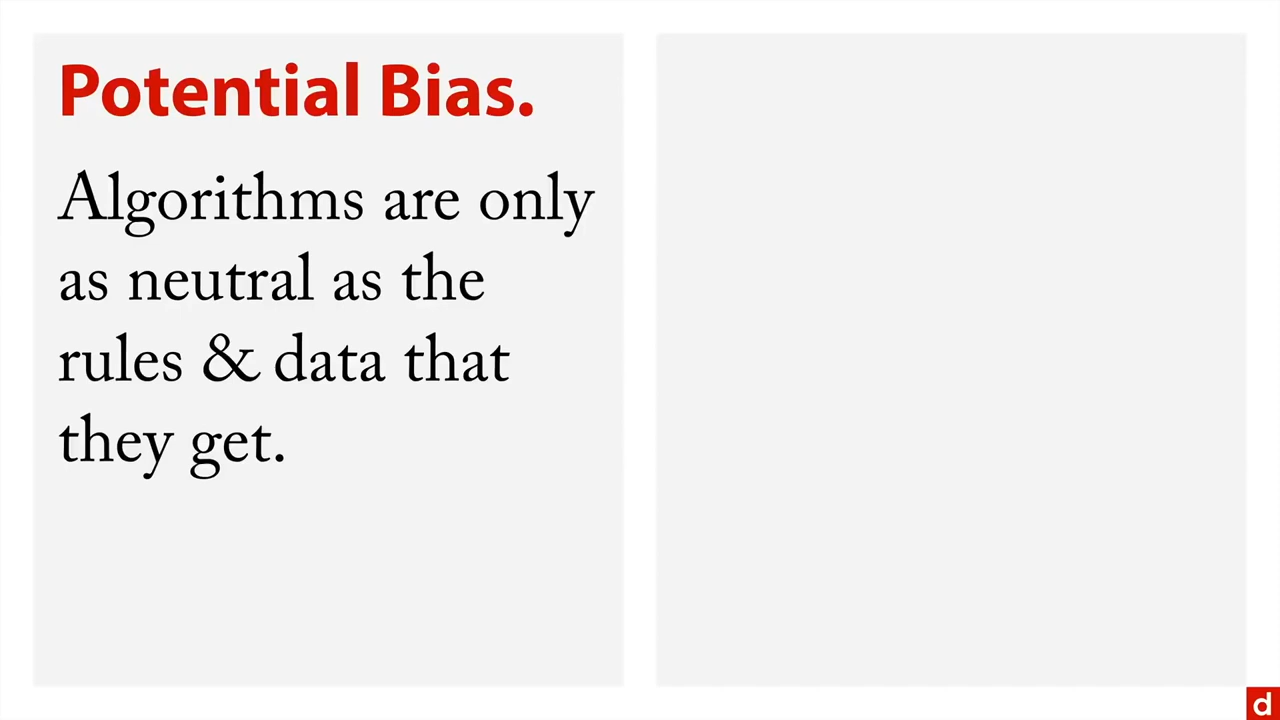 Potential Bias.
Algorithms are only
as neutral as the
rules & data that
they get.
d